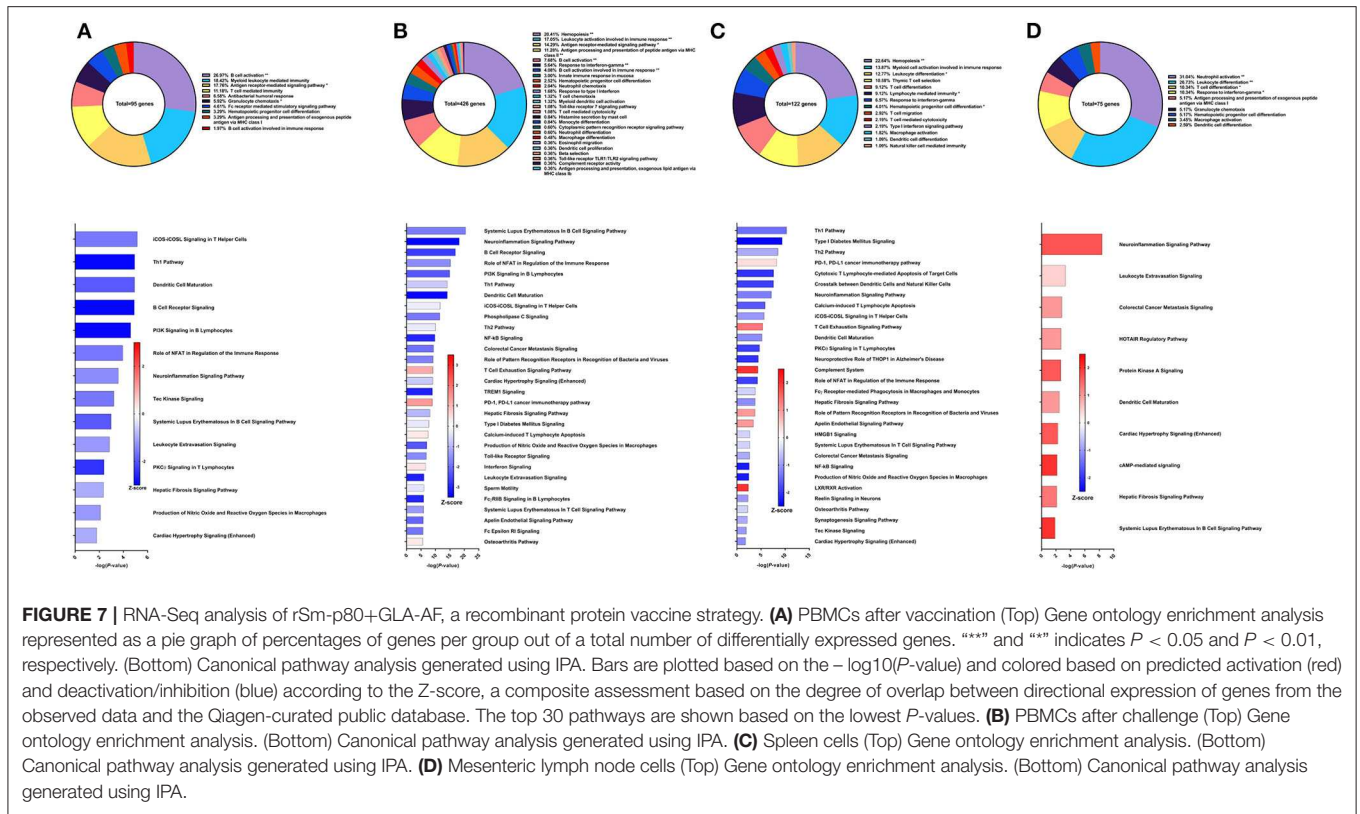 A
Total=95 genes
26.97% B cell activation **
18.42% Myeloid leukocyte mediated immunity
17.76% Antigen receptor-mediated signaling pathway *
11.18% T cell mediated immunity
6.58% Antibacterial humoral response
5.92% Granulocyte chemotaxis *
4.61% Fc receptor mediated stimulatory signaling pathway
3.29% Hematopoietic progenitor cell differentiation
3.29% Antigen processing and presentation of exogenous peptide
antigen via MHC class I
1.97% B cell activation involved in immune response
B
Total=426 genes
20.41% Hemopoiesis **
17.05% Leukocyte activation involved in immune response **
14.29% Antigen receptor-mediated signaling pathway *
11.28% Antigen processing and presentation of peptide antigen via MHC
class II **
7.68% B cell activation **
5.64% Response to interferon-gamma **
4.08% B cell activation involved in immune response **
3.00% Innate immune response in mucosa
2.52% Hematopoietic progenitor cell differentiation
2.04% Neutrophil chemotaxis
1.56% Response to type I interferon
1.32% T cell chemotaxis
1.32% Myeloid dendritic cell activation
1.08% Toll-like receptor 7 signaling pathway
1.08% T cell mediated cytotoxicity
0.84% Histamine secretion by mast cell
0.84% Monocyte differentiation
0.60% Cytoplasmic pattern recognition receptor signaling pathway
0.60% Neutrophil differentiation
0.48% Macrophage differentiation
0.36% Eosinophil migration
0.36% Dendritic cell proliferation
0.36% Beta selection
0.36% Toll-like receptor TLR1:TLR2 signaling pathway
0.36% Complement receptor activity
0.36% Antigen processing and presentation, exogenous lipid antigen via
MHC class Ib
C
Total=122 genes
22.64% Hemopoiesis **
13.87% Myeloid cell activation involved in immune response
12.77% Leukocyte differentiation *
10.58% Thymic T cell selection
9.12% T cell differentiation
9.12% Lymphocyte mediated immunity *
6.57% Response to interferon-gamma
4.01% Hematopoietic progenitor cell differentiation *
2.92% T cell migration
2.19% T cell mediated cytotoxicity
2.19% Type I interferon signaling pathway
1.82% Macrophage activation
1.08% Dendritic cell differentiation
1.09% Natural killer cell mediated immunity
D
Total=75 genes
31.04% Neutrophil activation **
26.73% Leukocyte differentiation **
16.34% T cell differentiation *
10.34% Response to interferon-gamma *
5.17% Antigen processing and presentation of exogenous peptide
antigen via MHC class I
5.17% Granulocyte chemotaxis
5.17% Hematopoietic progenitor cell differentiation
3.45% Macrophage activation
2.59% Dendritic cell differentiation
iCOS-iCOSL Signaling in T Helper Cells
Th1 Pathway
Dendritic Cell Maturation
B Cell Receptor Signaling
PI3K Signaling in B Lymphocytes
Role of NFAT in Regulation of the Immune Response
Neuroinflammation Signaling Pathway
Tec Kinase Signaling
Systemic Lupus Erythematosus In B Cell Signaling Pathway
Leukocyte Extravasation Signaling
PKCθ Signaling in T Lymphocytes
Hepatic Fibrosis Signaling Pathway
Production of Nitric Oxide and Reactive Oxygen Species in Macrophages
Cardiac Hypertrophy Signaling (Enhanced)
2
0
-2
Z-score
0 2 4 6
-log(P-value)
Systemic Lupus Erythematosus In B Cell Signaling Pathway
Neuroinflammation Signaling Pathway
B Cell Receptor Signaling
Role of NFAT in Regulation of the Immune Response
PI3K Signaling in B Lymphocytes
Th1 Pathway
Dendritic Cell Maturation
iCOS-iCOSL Signaling in T Helper Cells
Phospholipase C Signaling
Th2 Pathway
NF-kB Signaling
Colorectal Cancer Metastasis Signaling
Role of Pattern Recognition Receptors in Recognition of Bacteria and Viruses
T Cell Exhaustion Signaling Pathway
Cardiac Hypertrophy Signaling (Enhanced)
TREM1 Signaling
PD-1, PD-L1 cancer immunotherapy pathway
Hepatic Fibrosis Signaling Pathway
Type I Diabetes Mellitus Signaling
Calcium-induced T Lymphocyte Apoptosis
Production of Nitric Oxide and Reactive Oxygen Species in Macrophages
Toll-like Receptor Signaling
Interferon Signaling
Leukocyte Extravasation Signaling
Sperm Motility
FcγRIIB Signaling in B Lymphocytes
Systemic Lupus Erythematosus In T Cell Signaling Pathway
Apelin Endothelial Signaling Pathway
Fc Epsilon RI Signaling
Osteoarthritis Pathway
Z-score
0 5 10 15 20 25
-log(P-value)
Th1 Pathway
Type I Diabetes Mellitus Signaling
Th2 Pathway
PD-1, PD-L1 cancer immunotherapy pathway
Cytotoxic T Lymphocyte-mediated Apoptosis of Target Cells
Crosstalk between Dendritic Cells and Natural Killer Cells
Neuroinflammation Signaling Pathway
Calcium-induced T Lymphocyte Apoptosis
iCOS-iCOSL Signaling in T Helper Cells
T Cell Exhaustion Signaling Pathway
Dendritic Cell Maturation
PKCθ Signaling in T Lymphocytes
Neuroprotective Role of THOP1 in Alzheimer's Disease
Complement System
Role of NFAT in Regulation of the Immune Response
Fcγ Receptor-mediated Phagocytosis in Macrophages and Monocytes
Hepatic Fibrosis Signaling Pathway
Role of Pattern Recognition Receptors in Recognition of Bacteria and Viruses
Apelin Endothelial Signaling Pathway
HMGB1 Signaling
Systemic Lupus Erythematosus In T Cell Signaling Pathway
Colorectal Cancer Metastasis Signaling
NF-kB Signaling
Production of Nitric Oxide and Reactive Oxygen Species in Macrophages
LXR/RXR Activation
Reelin Signaling in Neurons
Osteoarthritis Pathway
Synaptogenesis Signaling Pathway
Tec Kinase Signaling
Cardiac Hypertrophy Signaling (Enhanced)
Z-score
0 5 10 15
-log(P-value)
Neuroinflammation Signaling Pathway
Leukocyte Extravasation Signaling
Colorectal Cancer Metastasis Signaling
HOTAIR Regulatory Pathway
Protein Kinase A Signaling
Dendritic Cell Maturation
Cardiac Hypertrophy Signaling (Enhanced)
cAMP-mediated signaling
Hepatic Fibrosis Signaling Pathway
Systemic Lupus Erythematosus In B Cell Signaling Pathway
Z-score
0 2 4 6 8 10
-log(P-value)
FIGURE 7 | RNA-Seq analysis of rSm-p80+GLA-AF, a recombinant protein vaccine strategy. (A) PBMCs after vaccination (Top) Gene ontology enrichment analysis
represented as a pie graph of percentages of genes per group out of a total number of differentially expressed genes. “**” and “*” indicates P < 0.05 and P < 0.01,
respectively. (Bottom) Canonical pathway analysis generated using IPA. Bars are plotted based on the – log10(P-value) and colored based on predicted activation (red)
and deactivation/inhibition (blue) according to the Z-score, a composite assessment based on the degree of overlap between directional expression of genes from the
observed data and the Qiagen-curated public database. The top 30 pathways are shown based on the lowest P-values. (B) PBMCs after challenge (Top) Gene
ontology enrichment analysis. (Bottom) Canonical pathway analysis generated using IPA. (C) Spleen cells (Top) Gene ontology enrichment analysis. (Bottom)
Canonical pathway analysis generated using IPA. (D) Mesenteric lymph node cells (Top) Gene ontology enrichment analysis. (Bottom) Canonical pathway analysis
generated using IPA.